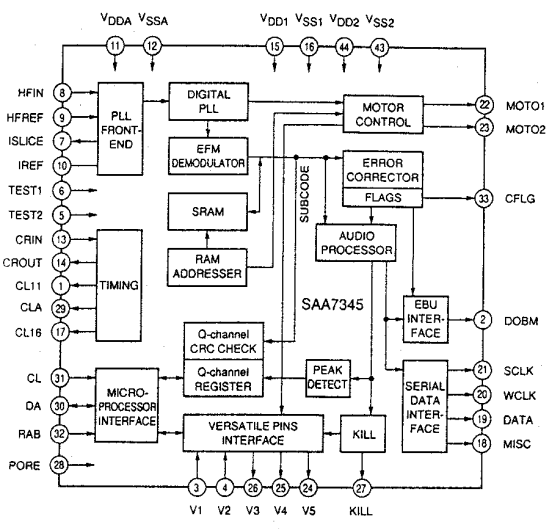 VDDA VSSA VDD1 VSS1 VDD2 VSS2
11 12 15 16 44 43
HFIN 8
HFREF 9
ISLICE 7
IREF 10
TEST1 6
TEST2 5
CRIN 13
CROUT 14
CL11 1
CLA 29
CL16 17
CL 31
DA 30
RAB 32
PORE 28
PLL
FRONT-
END
DIGITAL
PLL
EFM
DEMODULATOR
SRAM
RAM
ADDRESSER
TIMING
Q-channel
CRC CHECK
Q-channel
REGISTER
MICRO-
PROCESSOR
INTERFACE
VERSATILE PINS
INTERFACE
PEAK
DETECT
KILL
SUBCODE
MOTOR
CONTROL
ERROR
CORRECTOR
FLAGS
AUDIO
PROCESSOR
SAA7345
EBU
INTER-
FACE
SERIAL
DATA
INTER-
FACE
22 MOTO1
23 MOTO2
33 CFLG
2 DOBM
21 SCLK
20 WCLK
19 DATA
18 MISC
3 4 26 25 24 27
V1 V2 V3 V4 V5 KILL